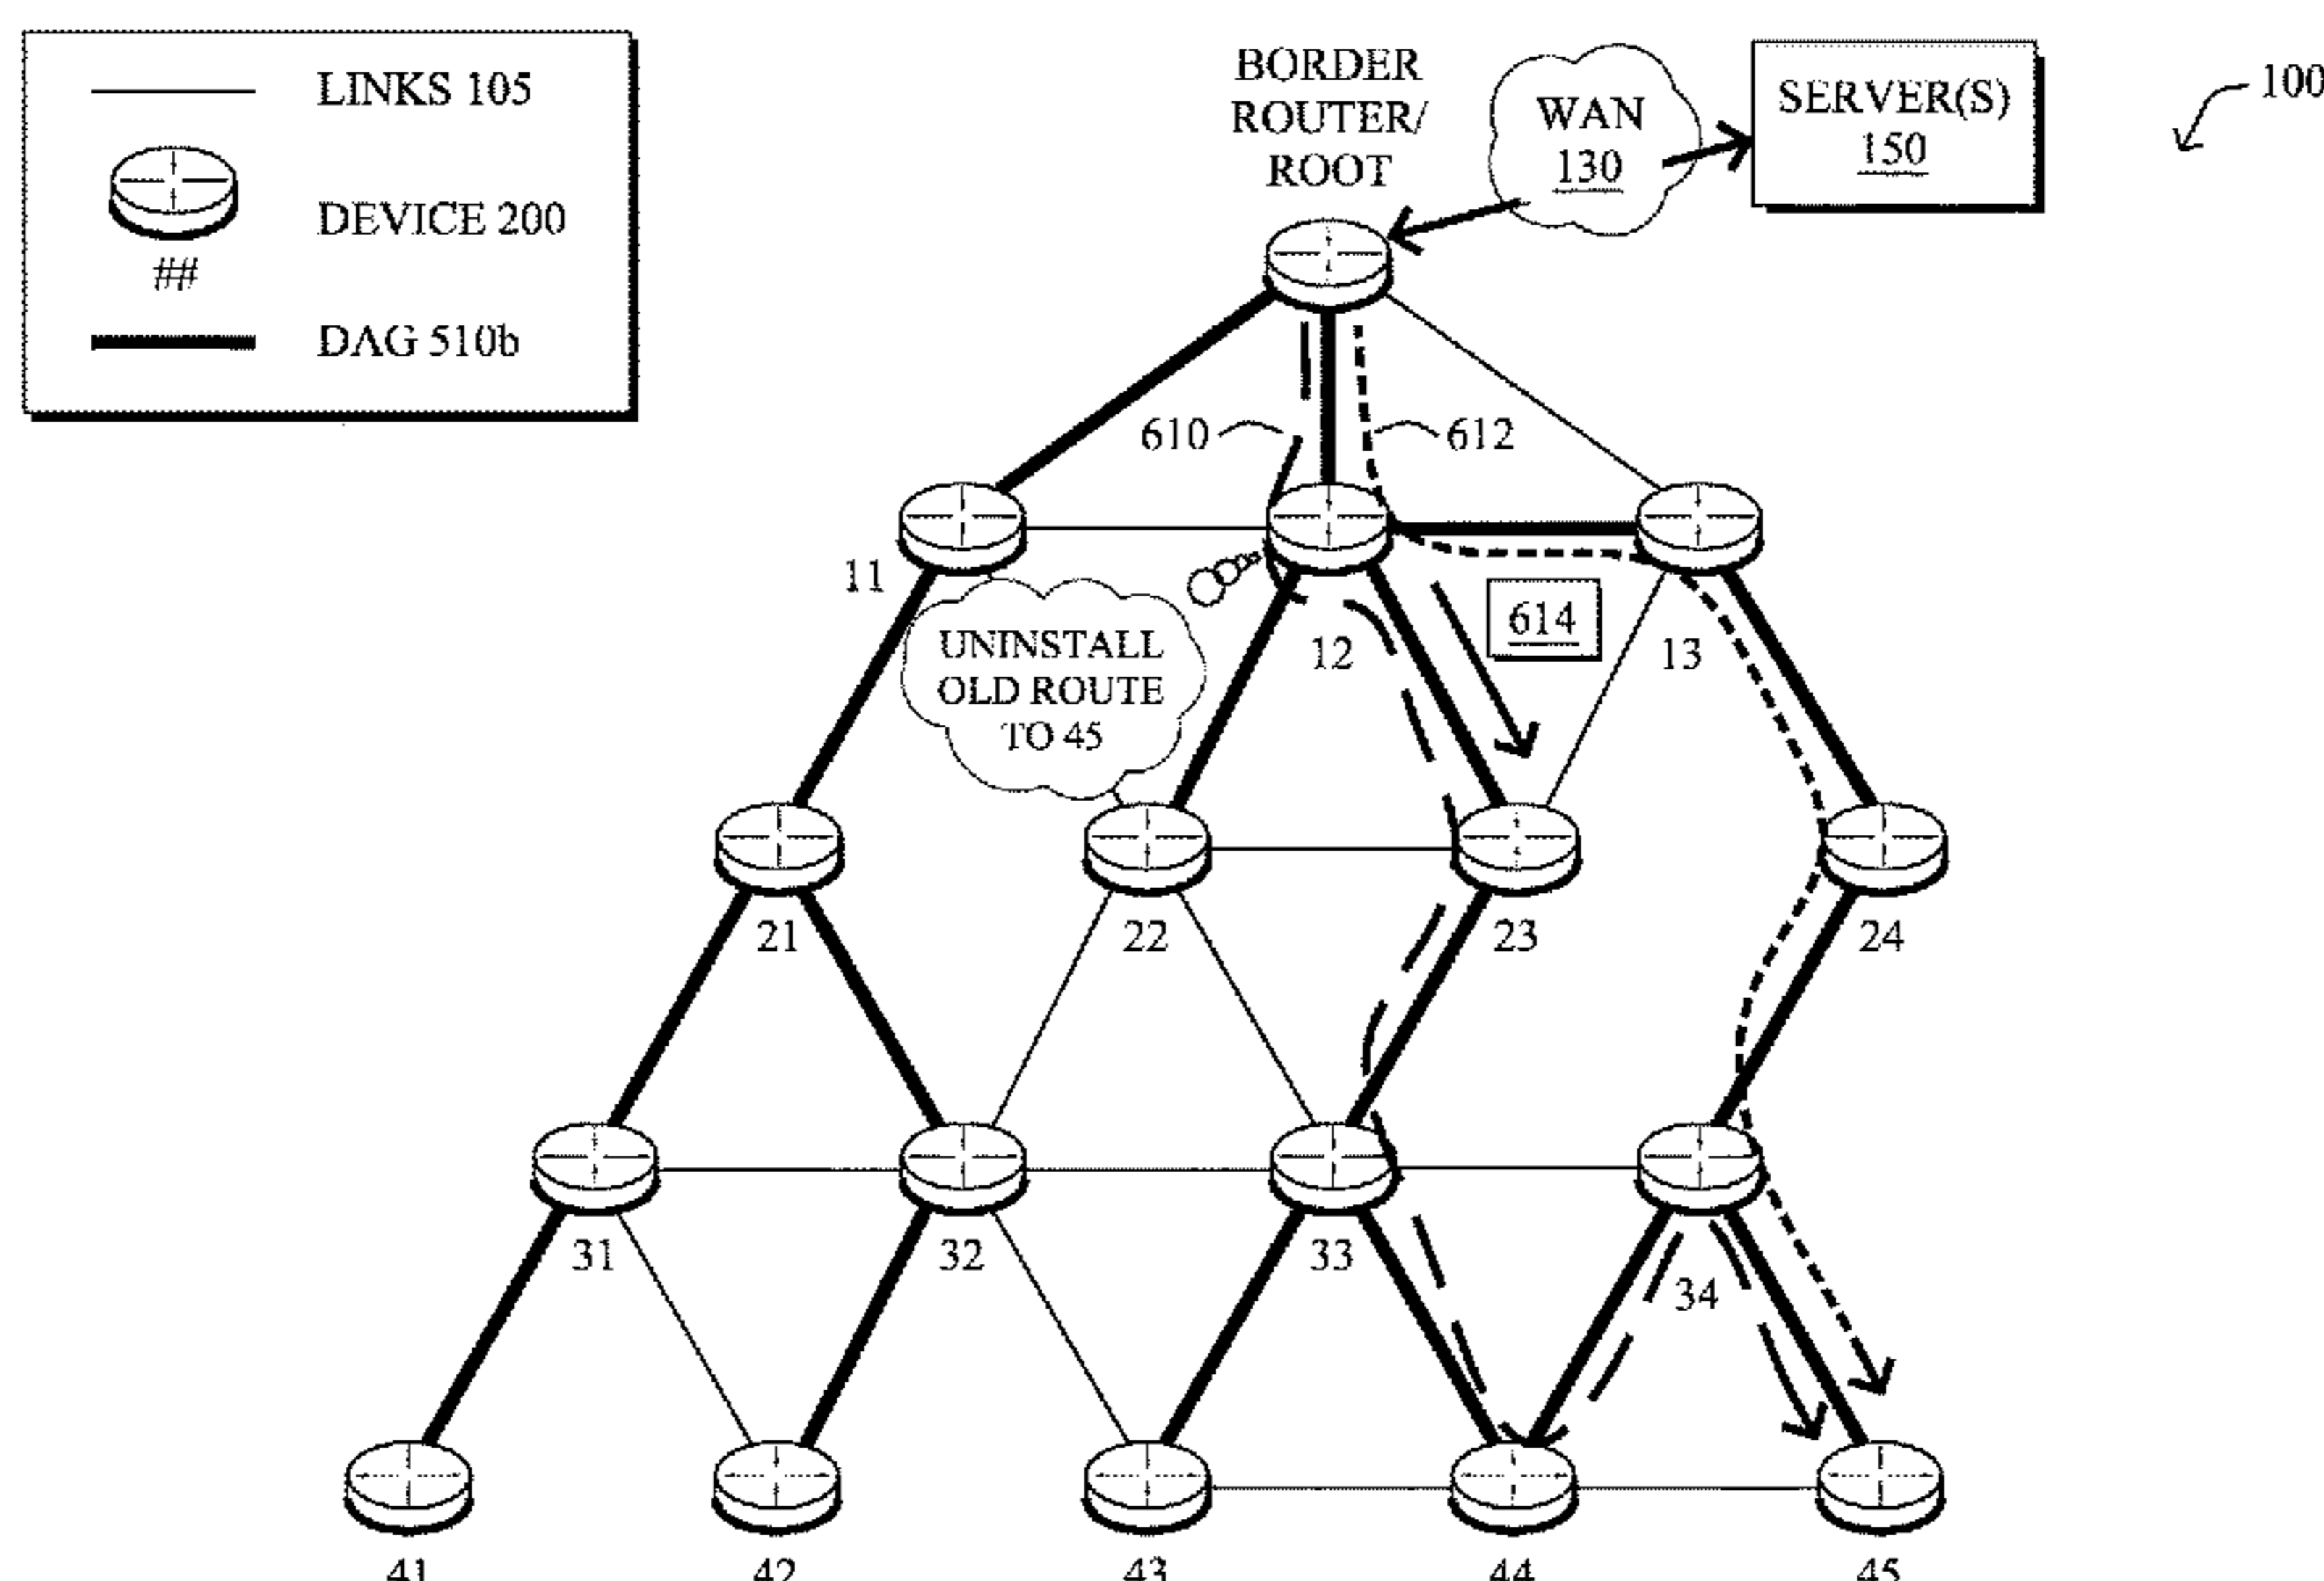 LINKS 105
DEVICE 200
##
DAG 510b
BORDER
ROUTER/
ROOT
WAN
130
SERVER(S)
150
100
610
612
11
12
614
13
UNINSTALL
OLD ROUTE
TO 45
21
22
23
24
31
32
33
34
41
42
43
44
45